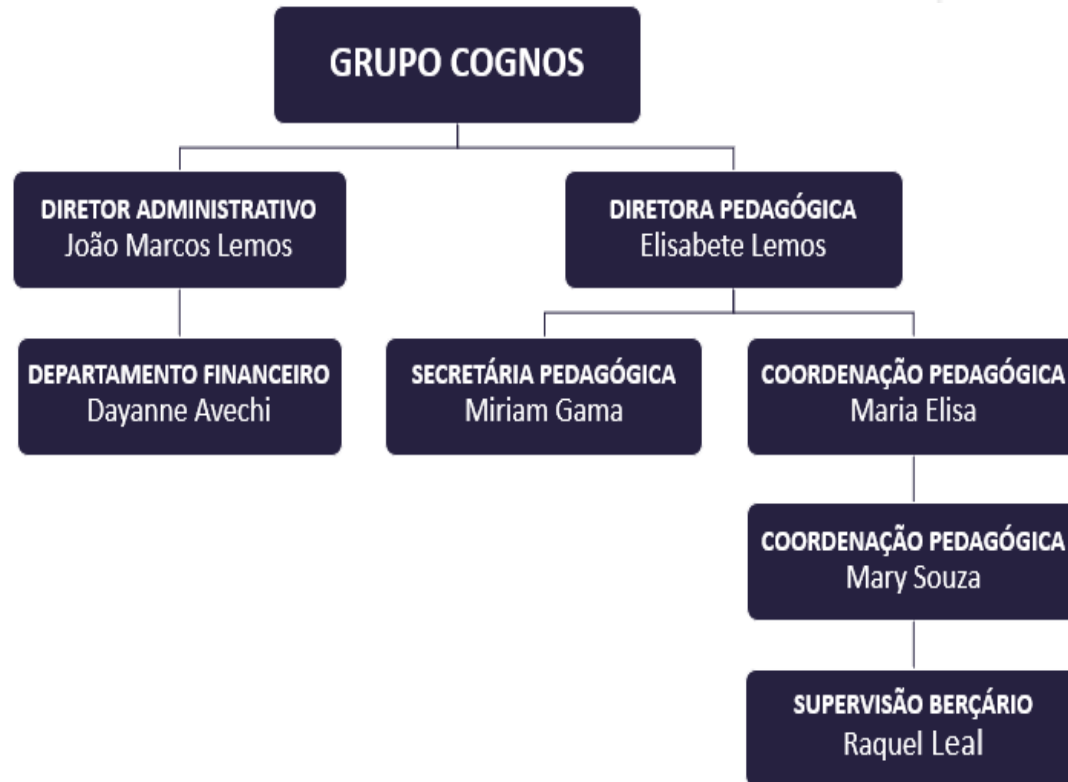 GRUPO COGNOS
DIRETOR ADMINISTRATIVO
João Marcos Lemos
DIRETORA PEDAGÓGICA
Elisabete Lemos
DEPARTAMENTO FINANCEIRO
Dayanne Avechi
SECRETÁRIA PEDAGÓGICA
Miriam Gama
COORDENAÇÃO PEDAGÓGICA
Maria Elisa
COORDENAÇÃO PEDAGÓGICA
Mary Souza
SUPERVISÃO BERÇÁRIO
Raquel Leal